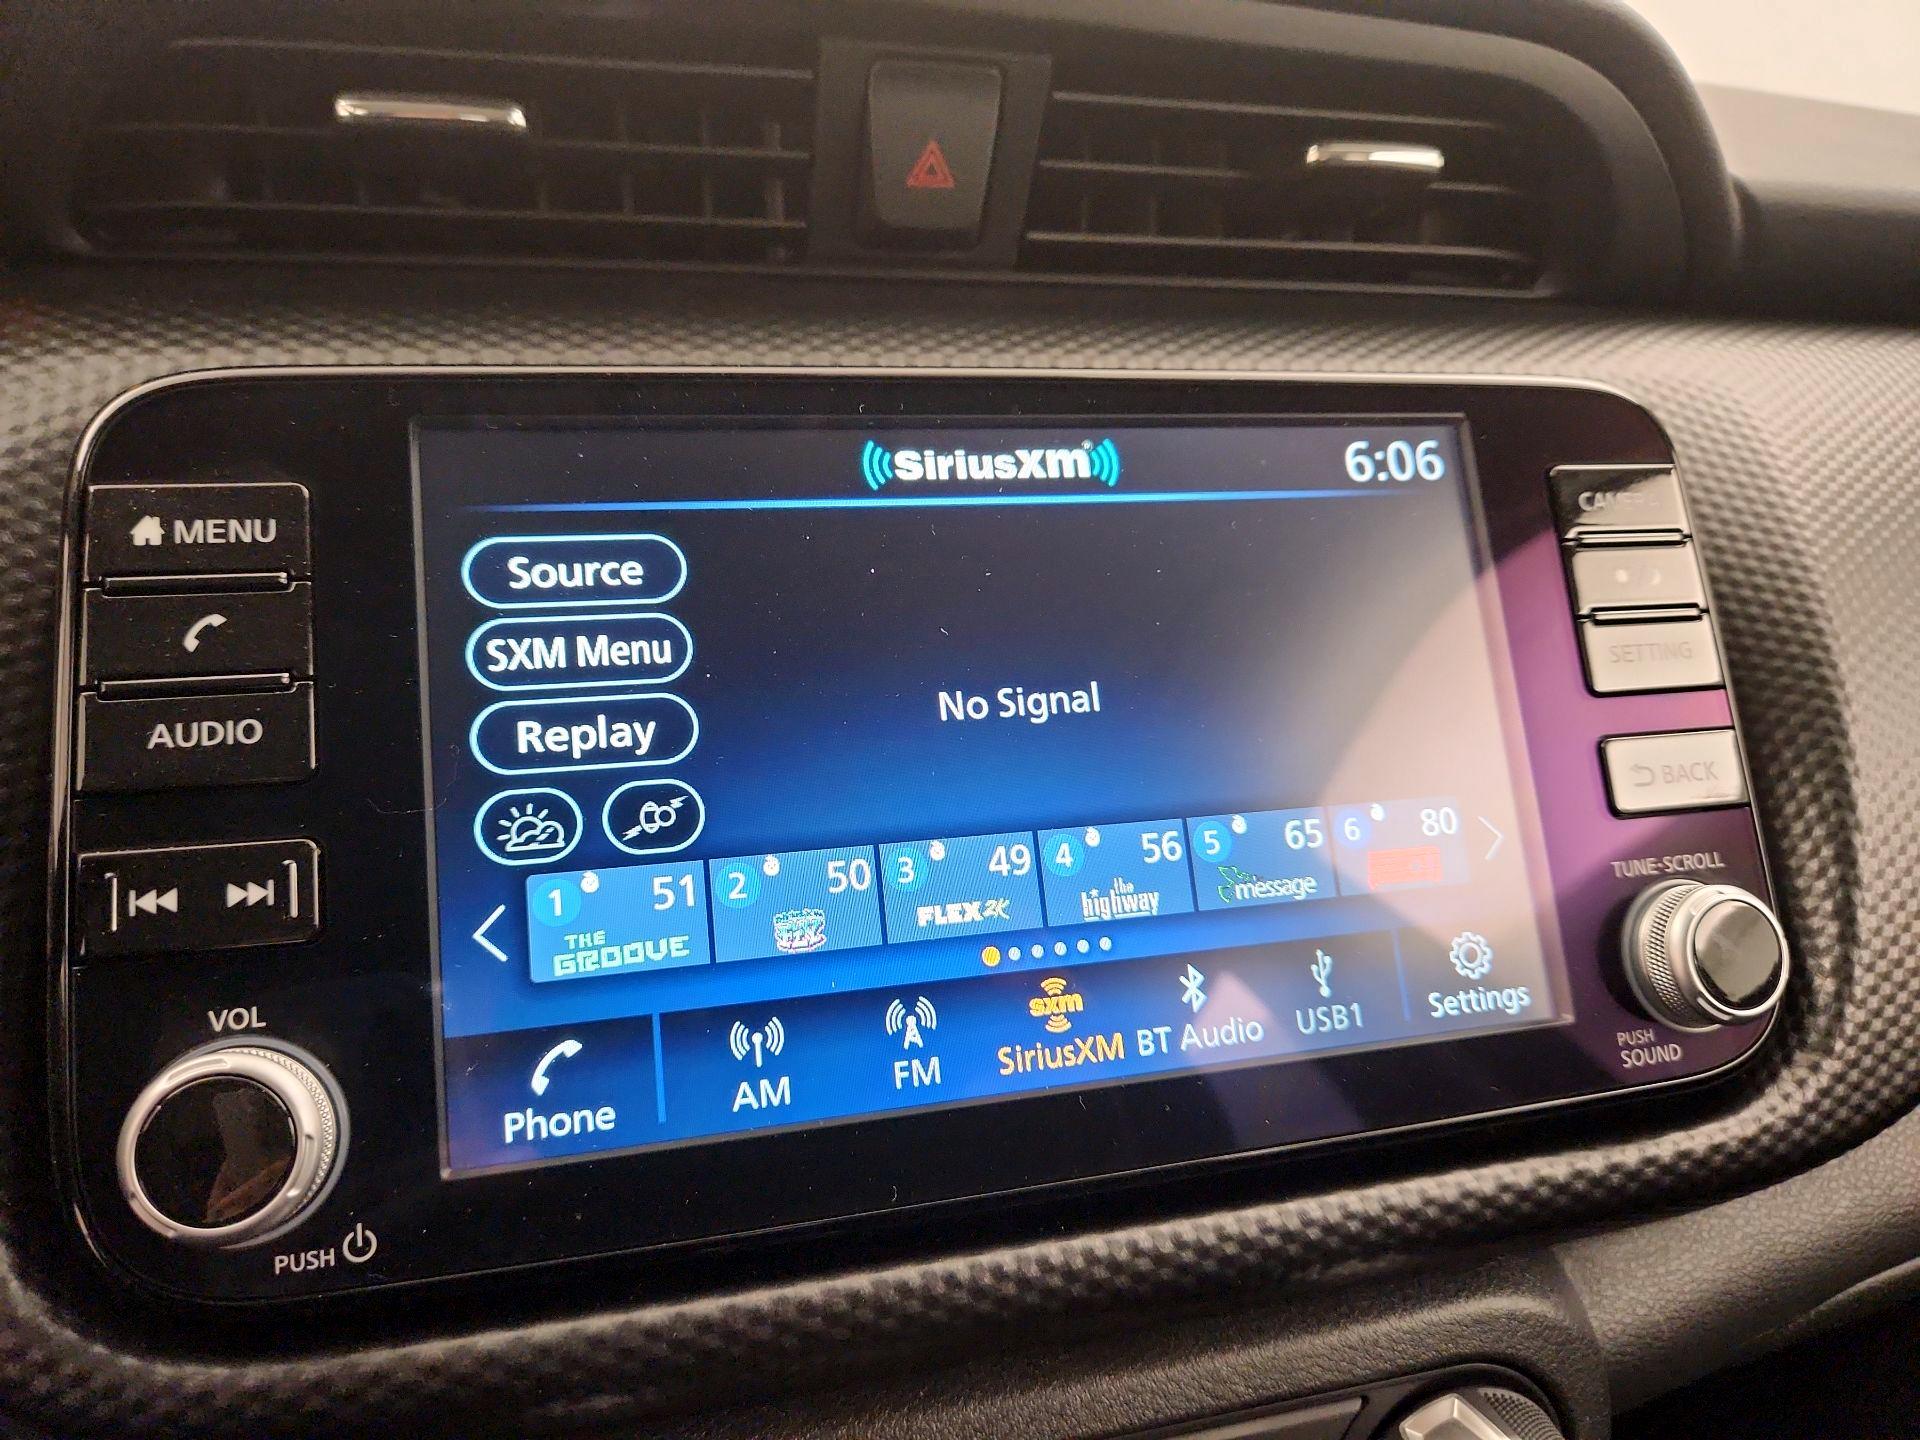 MENU
AUDIO
VOL
PUSH
SiriusXM®
6:06
Source
SXM Menu
Replay
No Signal
1 51
THE
GROOVE
2 50
3 49
FLEX2K
4 56
the
highway
5 65
message
6 80
Phone
AM
FM
sxm
SiriusXM
BT Audio
USB1
Settings
SETTING
BACK
TUNE·SCROLL
PUSH
SOUND